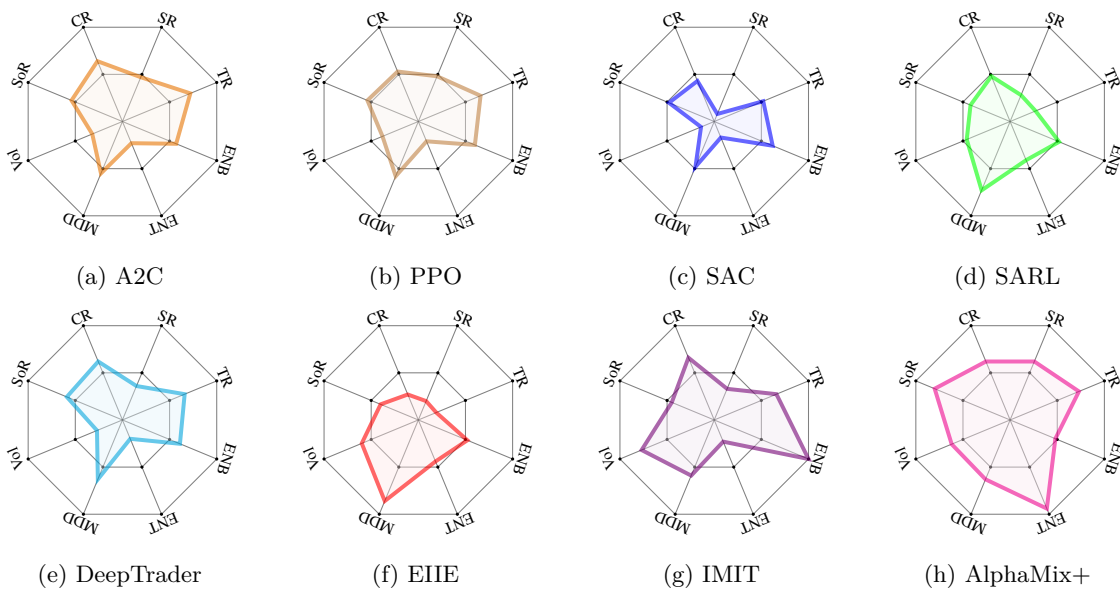 CR SR CR SR CR SR CR SR
SoR TR SoR TR SoR TR SoR TR
Vol ENB Vol ENB Vol ENB Vol ENB
MDD ENT MDD ENT MDD ENT MDD ENT
(a) A2C (b) PPO (c) SAC (d) SARL
CR SR CR SR CR SR CR SR
SoR TR SoR TR SoR TR SoR TR
Vol ENB Vol ENB Vol ENB Vol ENB
MDD ENT MDD ENT MDD ENT MDD ENT
(e) DeepTrader (f) EIIE (g) IMIT (h) AlphaMix+